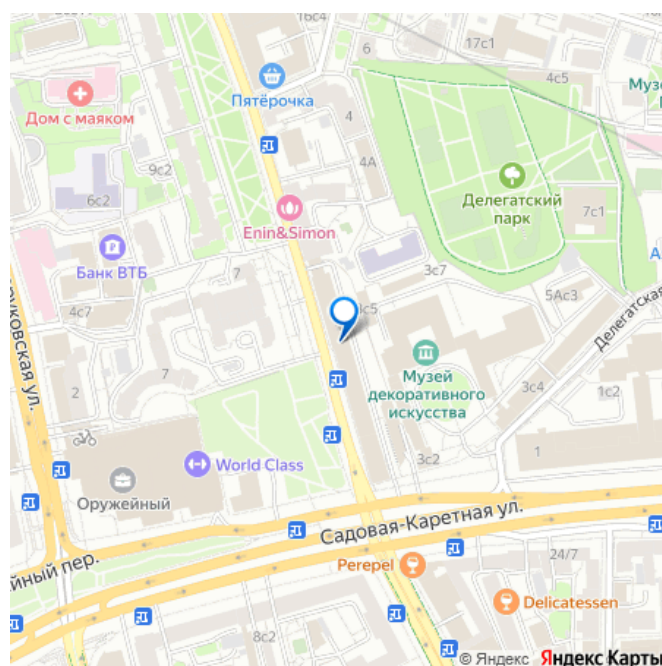 16с4
17с1
6
4с5
Муз
Пятёрочка
Дом с маяком
4
4А
9с2
6с2
Делегатский
парк
7с1
Enin&Simon
Банк ВТБ
7
3с7
А
4с7
5Ас3
Делегатская
Музей
декоративного
искусства
3с4
7
2
1с2
3с2
1
World Class
Оружейный
Садовая-Каретная ул.
йный пер.
Perepel
24/7
Delicatessen
8с2
© Яндекс Яндекс Карты